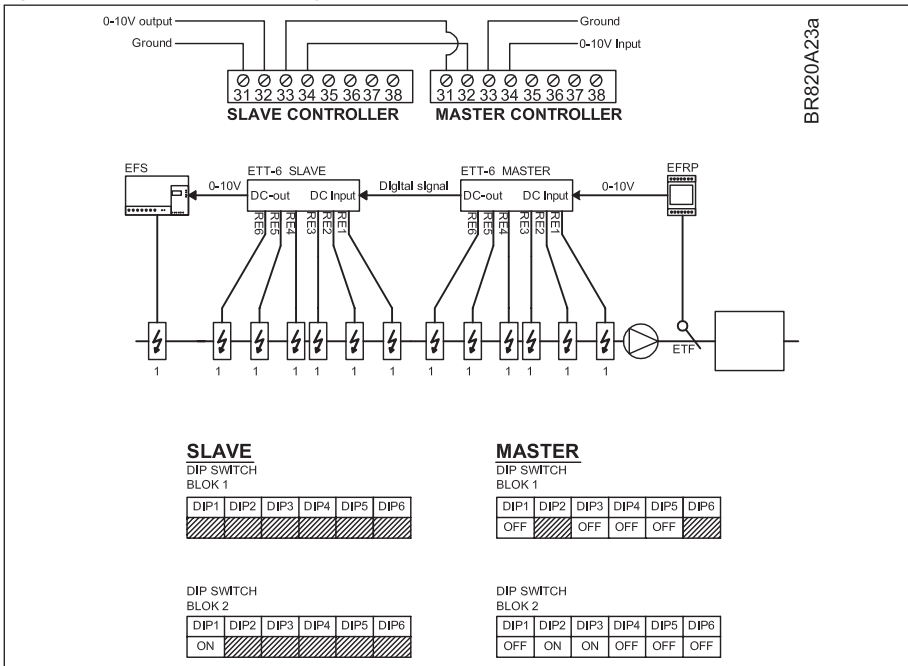 0-10V output
Ground
Ground
0-10V Input
31 32 33 34 35 36 37 38
31 32 33 34 35 36 37 38
SLAVE CONTROLLER
MASTER CONTROLLER
BR820A23a
EFS
ETT-6 SLAVE
ETT-6 MASTER
EFRP
0-10V
DC-out
DC Input
Digital signal
DC-out
DC Input
0-10V
RE6 RE5 RE4 RE3 RE2 RE1
RE6 RE5 RE4 RE3 RE2 RE1
ETF
1 1 1 1 1 1 1 1 1 1 1 1 1
SLAVE
DIP SWITCH
BLOK 1
DIP1 DIP2 DIP3 DIP4 DIP5 DIP6
MASTER
DIP SWITCH
BLOK 1
DIP1 DIP2 DIP3 DIP4 DIP5 DIP6
OFF OFF OFF OFF
DIP SWITCH
BLOK 2
DIP1 DIP2 DIP3 DIP4 DIP5 DIP6
ON
DIP SWITCH
BLOK 2
DIP1 DIP2 DIP3 DIP4 DIP5 DIP6
OFF ON ON OFF OFF OFF